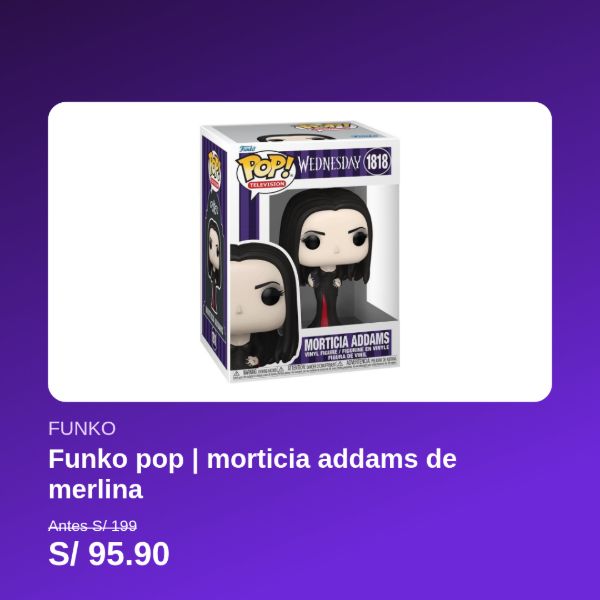 Funko
POP!
TELEVISION
WEDNESDAY
1818
POP!
MORTICIA ADDAMS
VINYL FIGURE / FIGURINE EN VINYLE
FIGURA DE VINIL
FUNKO
Funko pop | morticia addams de
merlina
Antes S/ 199
S/ 95.90